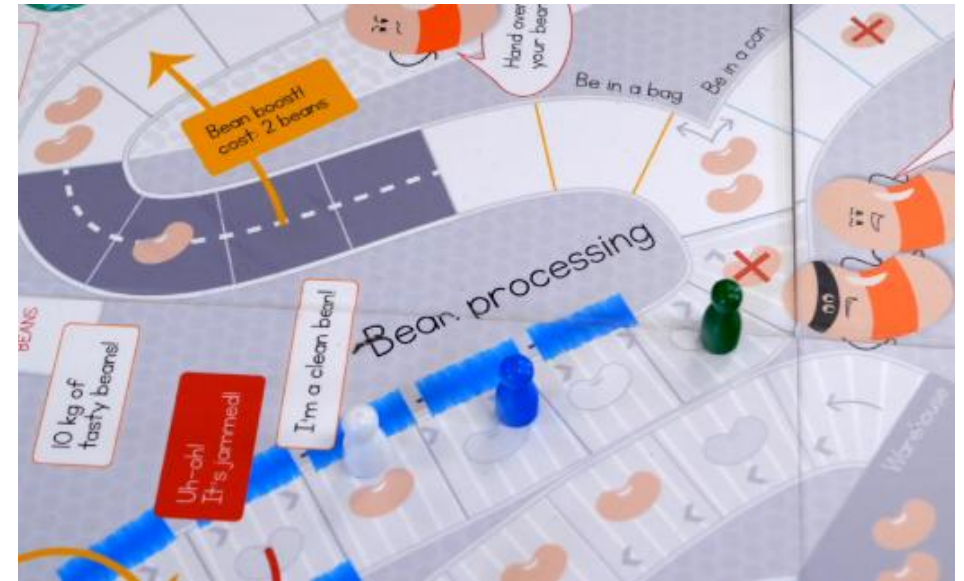 Hand over
your bean
Be in a bag
Be in a can
Bean boost!
cost: 2 beans
Bean processing
BEANS
10 kg of
tasty beans!
Uh-oh!
It's jammed!
I'm a clean bean!
Warehouse